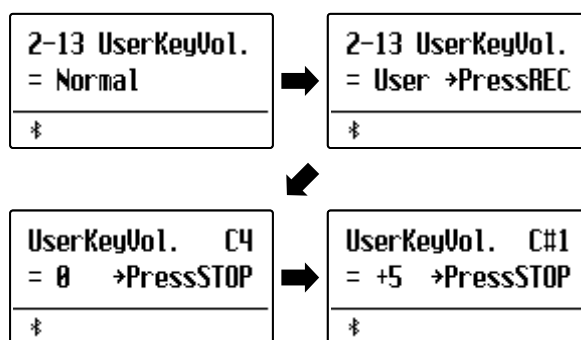 2-13 UserKeyVol.
= Normal
2-13 UserKeyVol.
= User →PressREC
UserKeyVol. C4
= 0 →PressSTOP
UserKeyVol. C#1
= +5 →PressSTOP